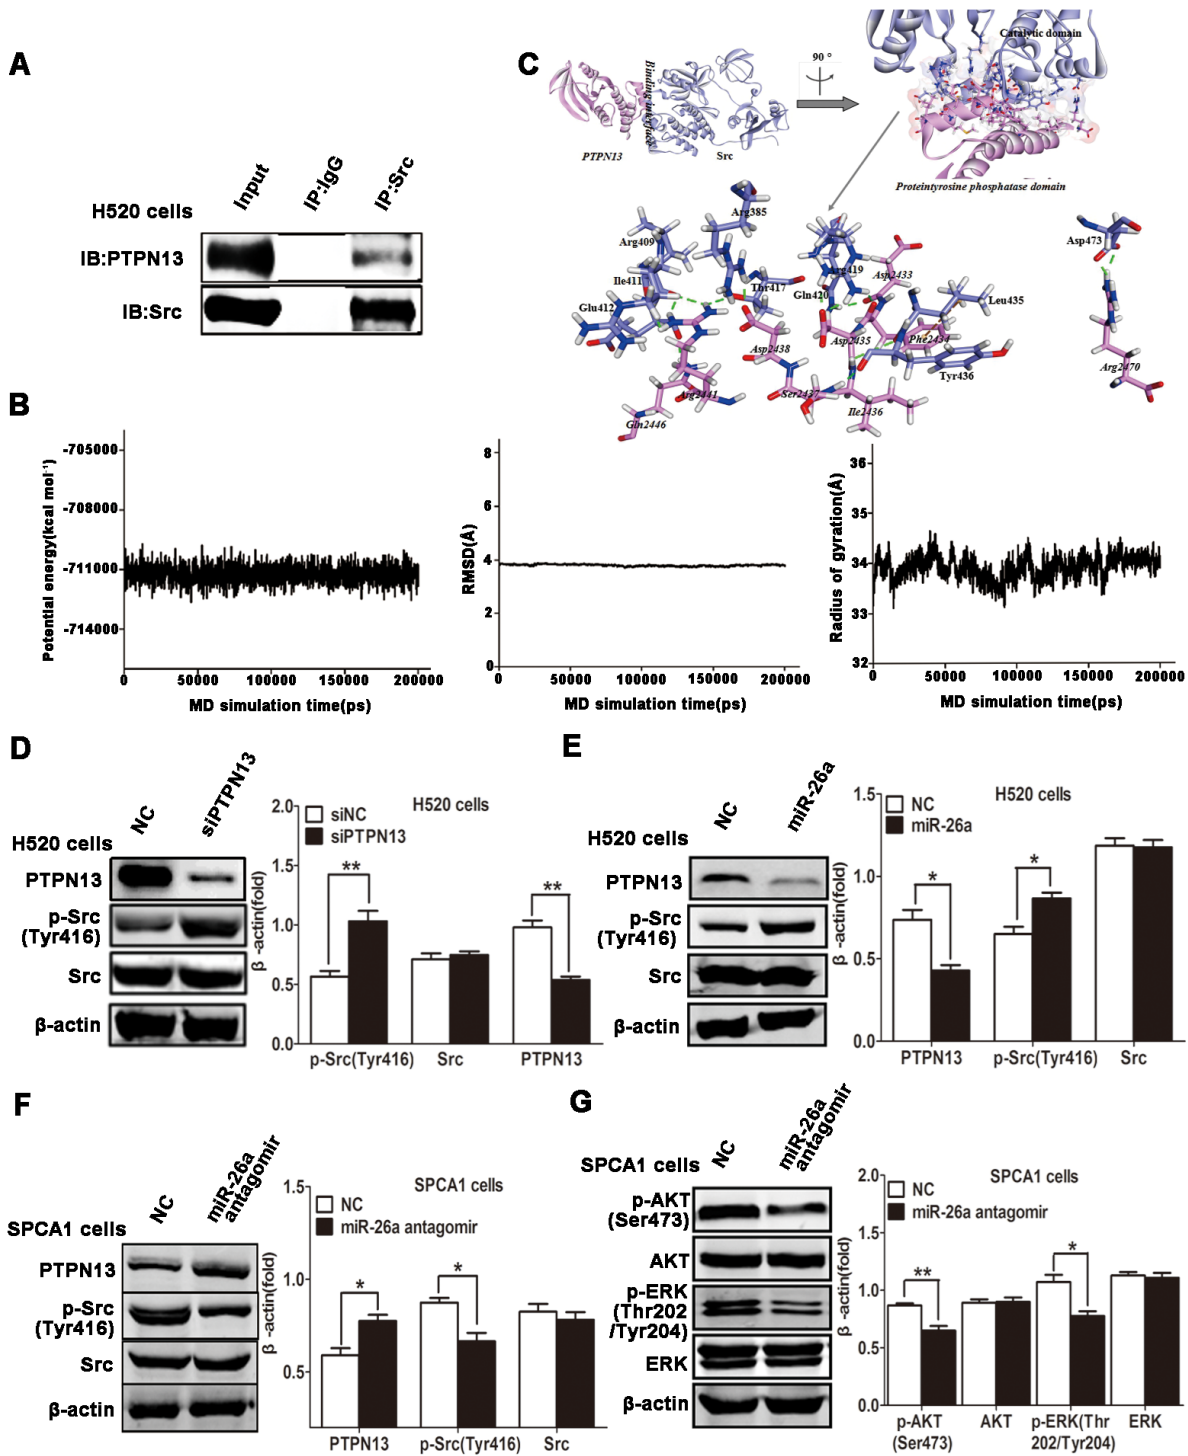 A
H520 cells
Input
IP:IgG
IP:Src
IB:PTPN13
IB:Src
C
PTPN13
Binding interface
Src
90 °
Catalytic domain
Proteintyrosine phosphatase domain
Arg385
Arg409
Ile411
Glu412
Thr417
Arg419
Gln420
Asp2433
Leu435
Asp2438
Asp2435
Phe2434
Tyr436
Arg2441
Ser2437
Ile2436
Gln2446
Asp473
Arg2470
B
Potential energy(kcal mol-1)
-705000
-708000
-711000
-714000
0
50000
100000
150000
200000
MD simulation time(ps)
RMSD(Å)
8
6
4
2
0
0
50000
100000
150000
200000
MD simulation time(ps)
Radius of gyration(Å)
36
35
34
33
32
0
50000
100000
150000
200000
MD simulation time(ps)
D
H520 cells
NC
siPTPN13
PTPN13
p-Src
(Tyr416)
Src
β-actin
H520 cells
siNC
siPTPN13
β -actin(fold)
2.0
1.5
1.0
0.5
0.0
**
**
p-Src(Tyr416)
Src
PTPN13
E
H520 cells
NC
miR-26a
PTPN13
p-Src
(Tyr416)
Src
β-actin
H520 cells
NC
miR-26a
β -actin(fold)
1.5
1.0
0.5
0.0
*
*
PTPN13
p-Src(Tyr416)
Src
F
SPCA1 cells
NC
miR-26a
antagomir
PTPN13
p-Src
(Tyr416)
Src
β-actin
SPCA1 cells
NC
miR-26a antagomir
β -actin(fold)
1.5
1.0
0.5
*
*
PTPN13
p-Src(Tyr416)
Src
G
SPCA1 cells
NC
miR-26a
antagomir
p-AKT
(Ser473)
AKT
p-ERK
(Thr202
/Tyr204)
ERK
β-actin
SPCA1 cells
NC
miR-26a antagomir
β -actin(fold)
2.0
1.5
1.0
0.5
0.0
**
*
p-AKT
(Ser473)
AKT
p-ERK(Thr
202/Tyr204)
ERK